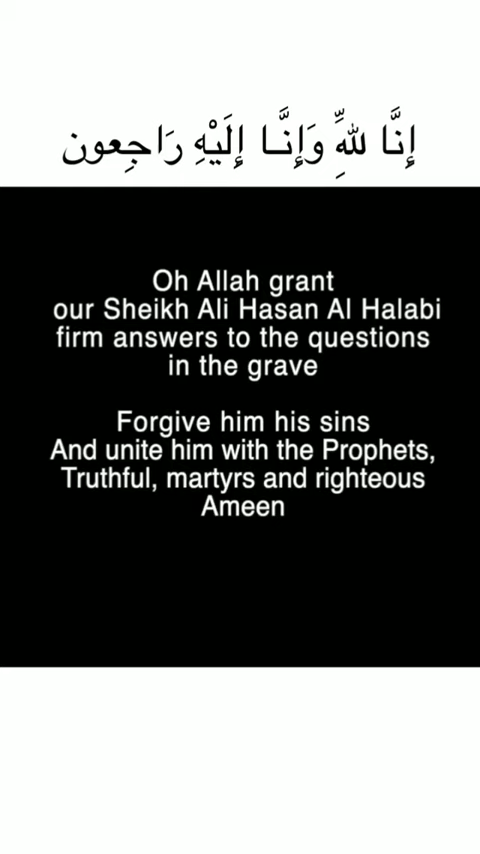 إِنَّا لِلَّهِ وَإِنَّـا إِلَيْهِ رَاجِعون
Oh Allah grant
our Sheikh Ali Hasan Al Halabi
firm answers to the questions
in the grave
Forgive him his sins
And unite him with the Prophets,
Truthful, martyrs and righteous
Ameen